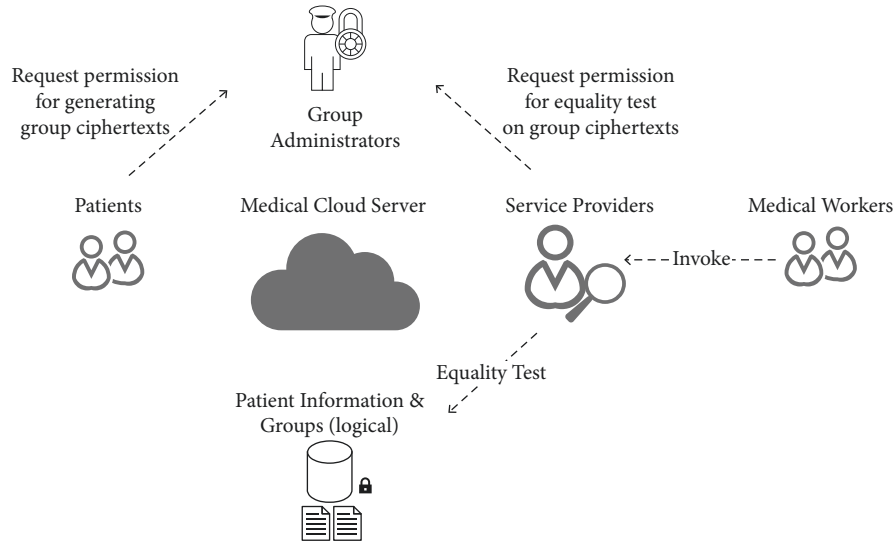 Request permission
for generating
group ciphertexts
Group
Administrators
Request permission
for equality test
on group ciphertexts
Patients
Medical Cloud Server
Service Providers
Medical Workers
Invoke
Equality Test
Patient Information &
Groups (logical)